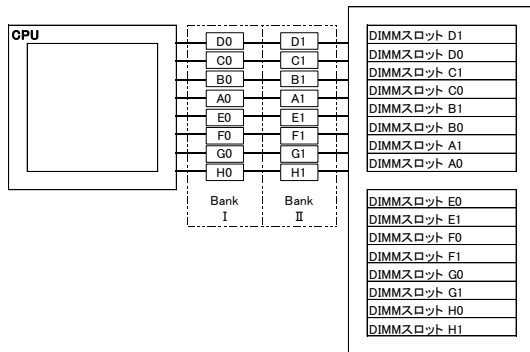 CPU
D0 D1
C0 C1
B0 B1
A0 A1
E0 E1
F0 F1
G0 G1
H0 H1
Bank Bank
I II
DIMMスロット D1
DIMMスロット D0
DIMMスロット C1
DIMMスロット C0
DIMMスロット B1
DIMMスロット B0
DIMMスロット A1
DIMMスロット A0
DIMMスロット E0
DIMMスロット E1
DIMMスロット F0
DIMMスロット F1
DIMMスロット G0
DIMMスロット G1
DIMMスロット H0
DIMMスロット H1